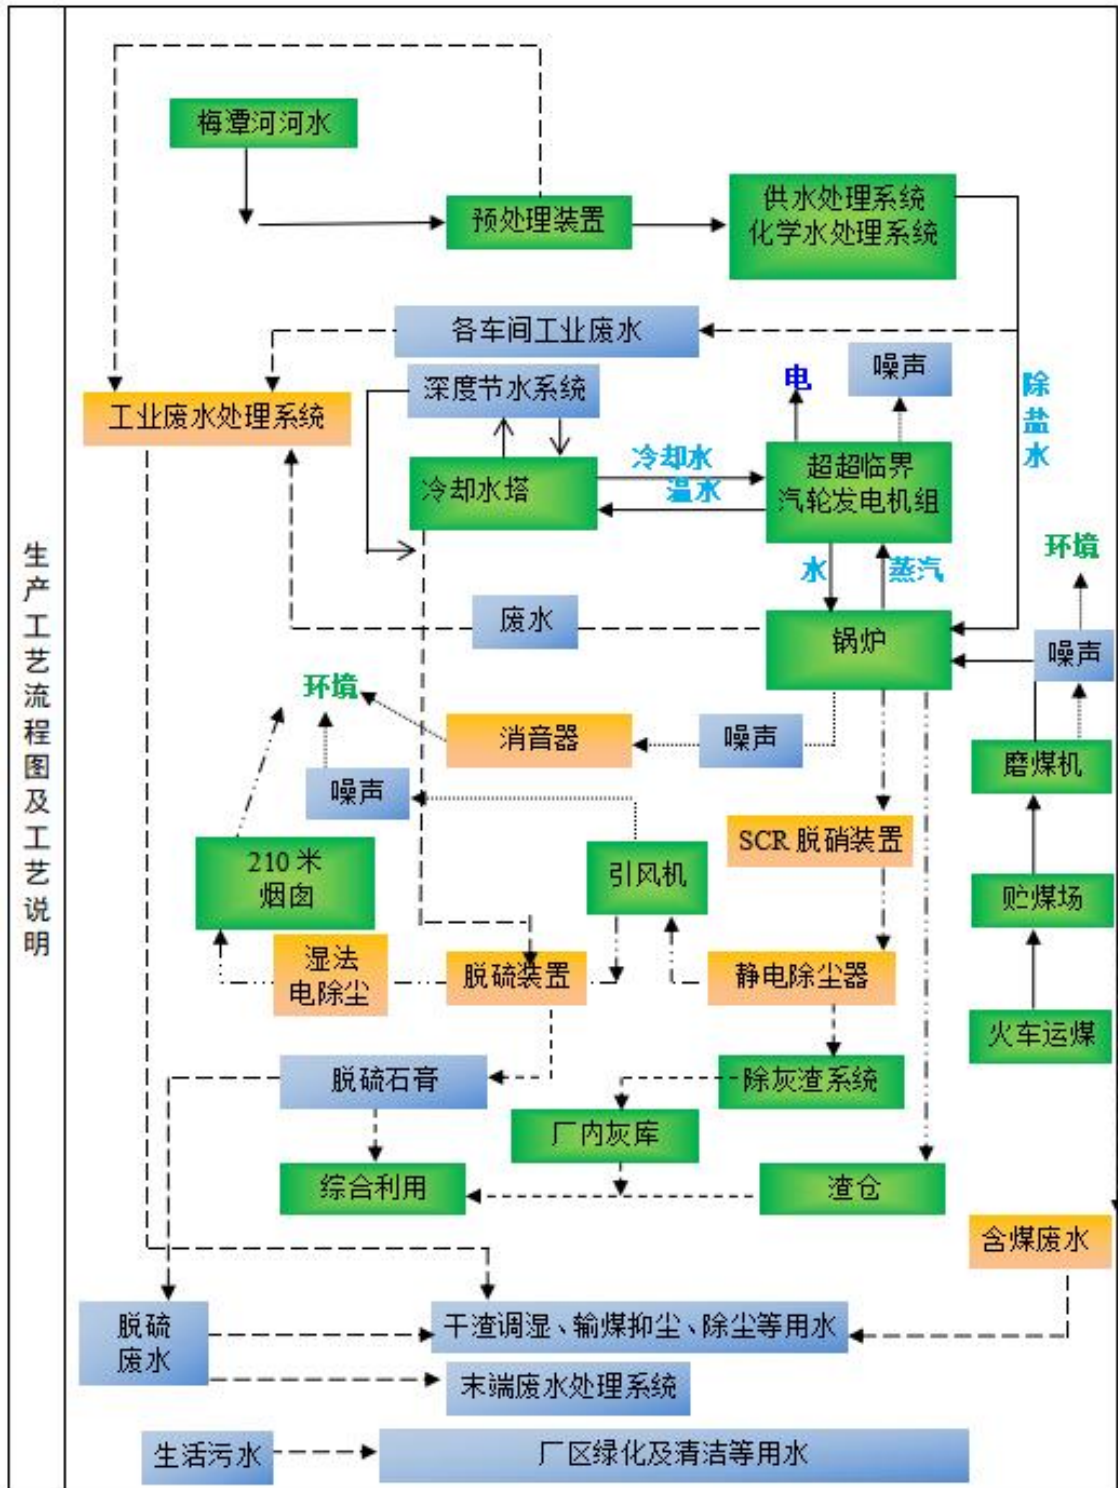 生产工艺流程图及工艺说明
梅潭河河水
预处理装置
供水处理系统
化学水处理系统
各车间工业废水
噪声
电
深度节水系统
除盐水
工业废水处理系统
冷却水
温水
超超临界
汽轮发电机组
冷却水塔
环境
水
蒸汽
废水
锅炉
噪声
环境
消音器
噪声
磨煤机
噪声
SCR 脱硝装置
210 米
烟囱
引风机
贮煤场
湿法
电除尘
脱硫装置
静电除尘器
火车运煤
脱硫石膏
除灰渣系统
厂内灰库
综合利用
渣仓
含煤废水
脱硫
废水
干渣调湿、输煤抑尘、除尘等用水
末端废水处理系统
生活污水
厂区绿化及清洁等用水